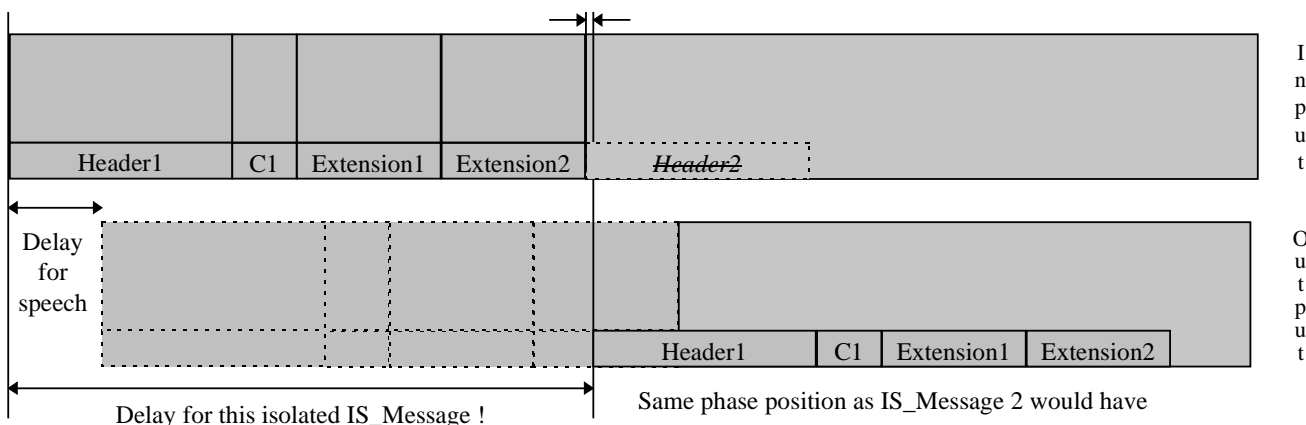 Input
Header1 C1 Extension1 Extension2 Header2
Delay
for
speech
Output
Header1 C1 Extension1 Extension2
Delay for this isolated IS_Message !
Same phase position as IS_Message 2 would have